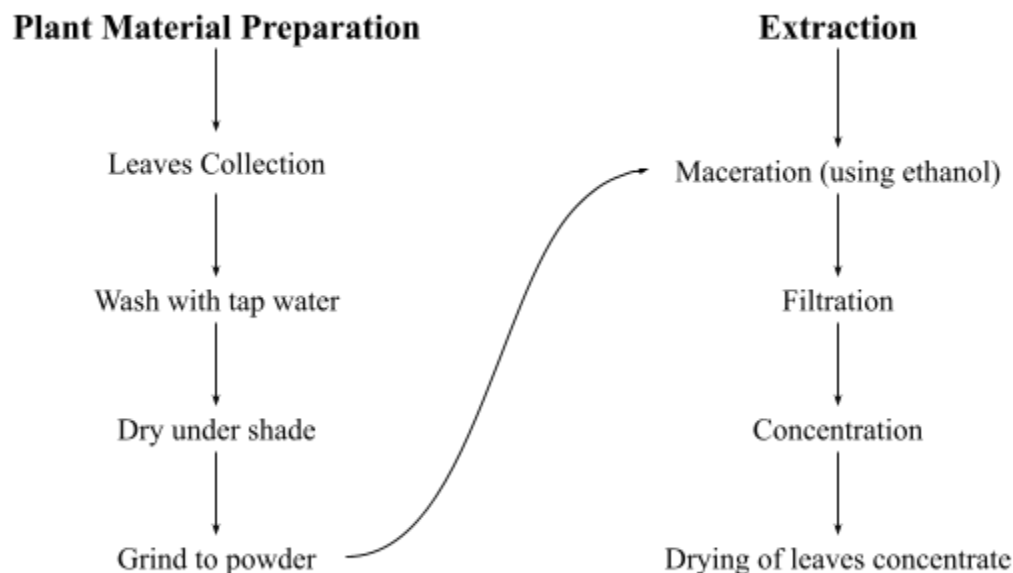 Plant Material Preparation
Leaves Collection
Wash with tap water
Dry under shade
Grind to powder
Extraction
Maceration (using ethanol)
Filtration
Concentration
Drying of leaves concentrate